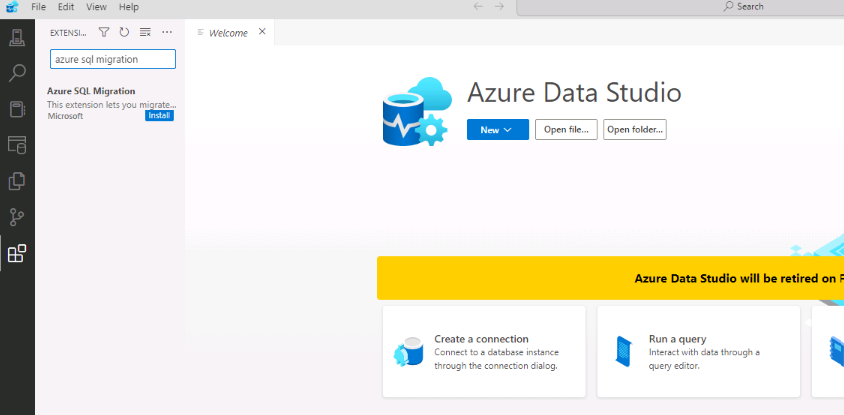 File Edit View Help
Search
EXTENSI...
Welcome
azure sql migration
Azure SQL Migration
This extension lets you migrate...
Microsoft
Install
Azure Data Studio
New
Open file...
Open folder...
Azure Data Studio will be retired on F
Create a connection
Connect to a database instance
through the connection dialog.
Run a query
Interact with data through a
query editor.